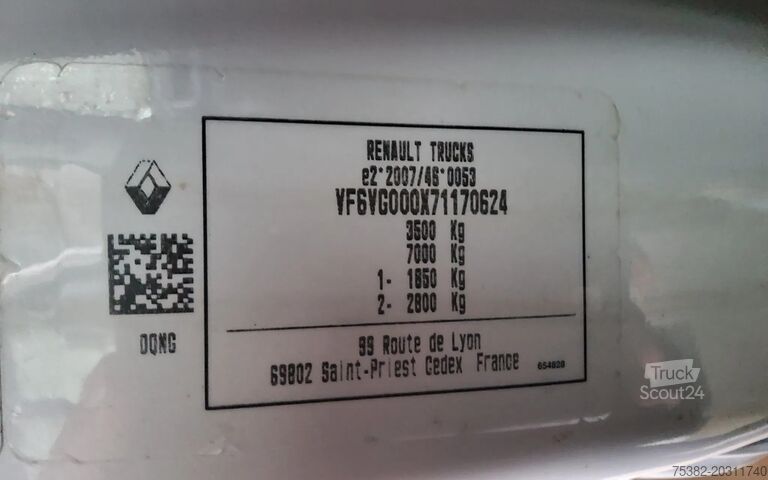 RENAULT TRUCKS
e2*2007/46*0053
VF6VG000X71170624
3500 Kg
7000 Kg
1- 1850 Kg
2- 2800 Kg
DQNG
99 Route de Lyon
69802 Saint-Priest Cedex France
654829
Truck
Scout24
75382-20311740